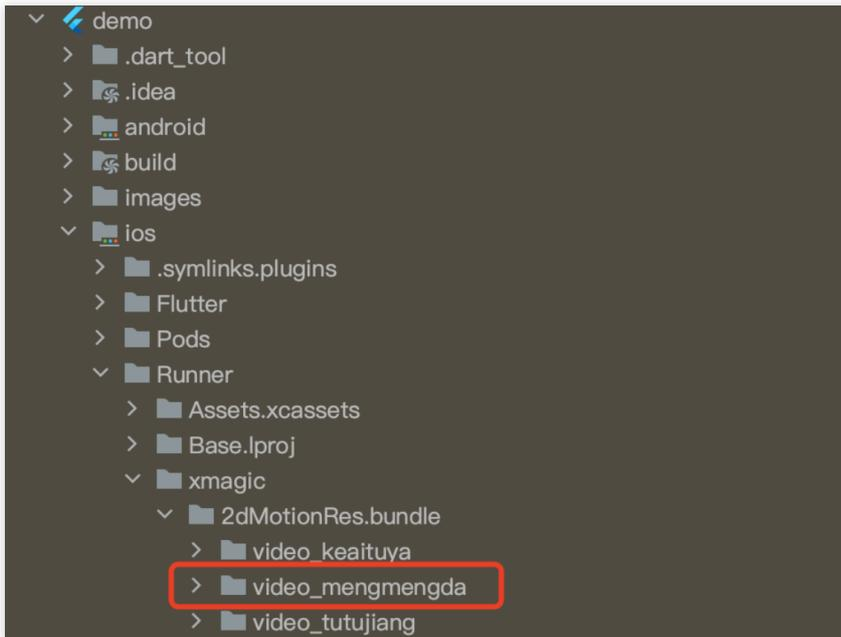 demo
.dart_tool
.idea
android
build
images
ios
.symlinks.plugins
Flutter
Pods
Runner
Assets.xcassets
Base.lproj
xmagic
2dMotionRes.bundle
video_keaituya
video_mengmengda
video_tutujiang